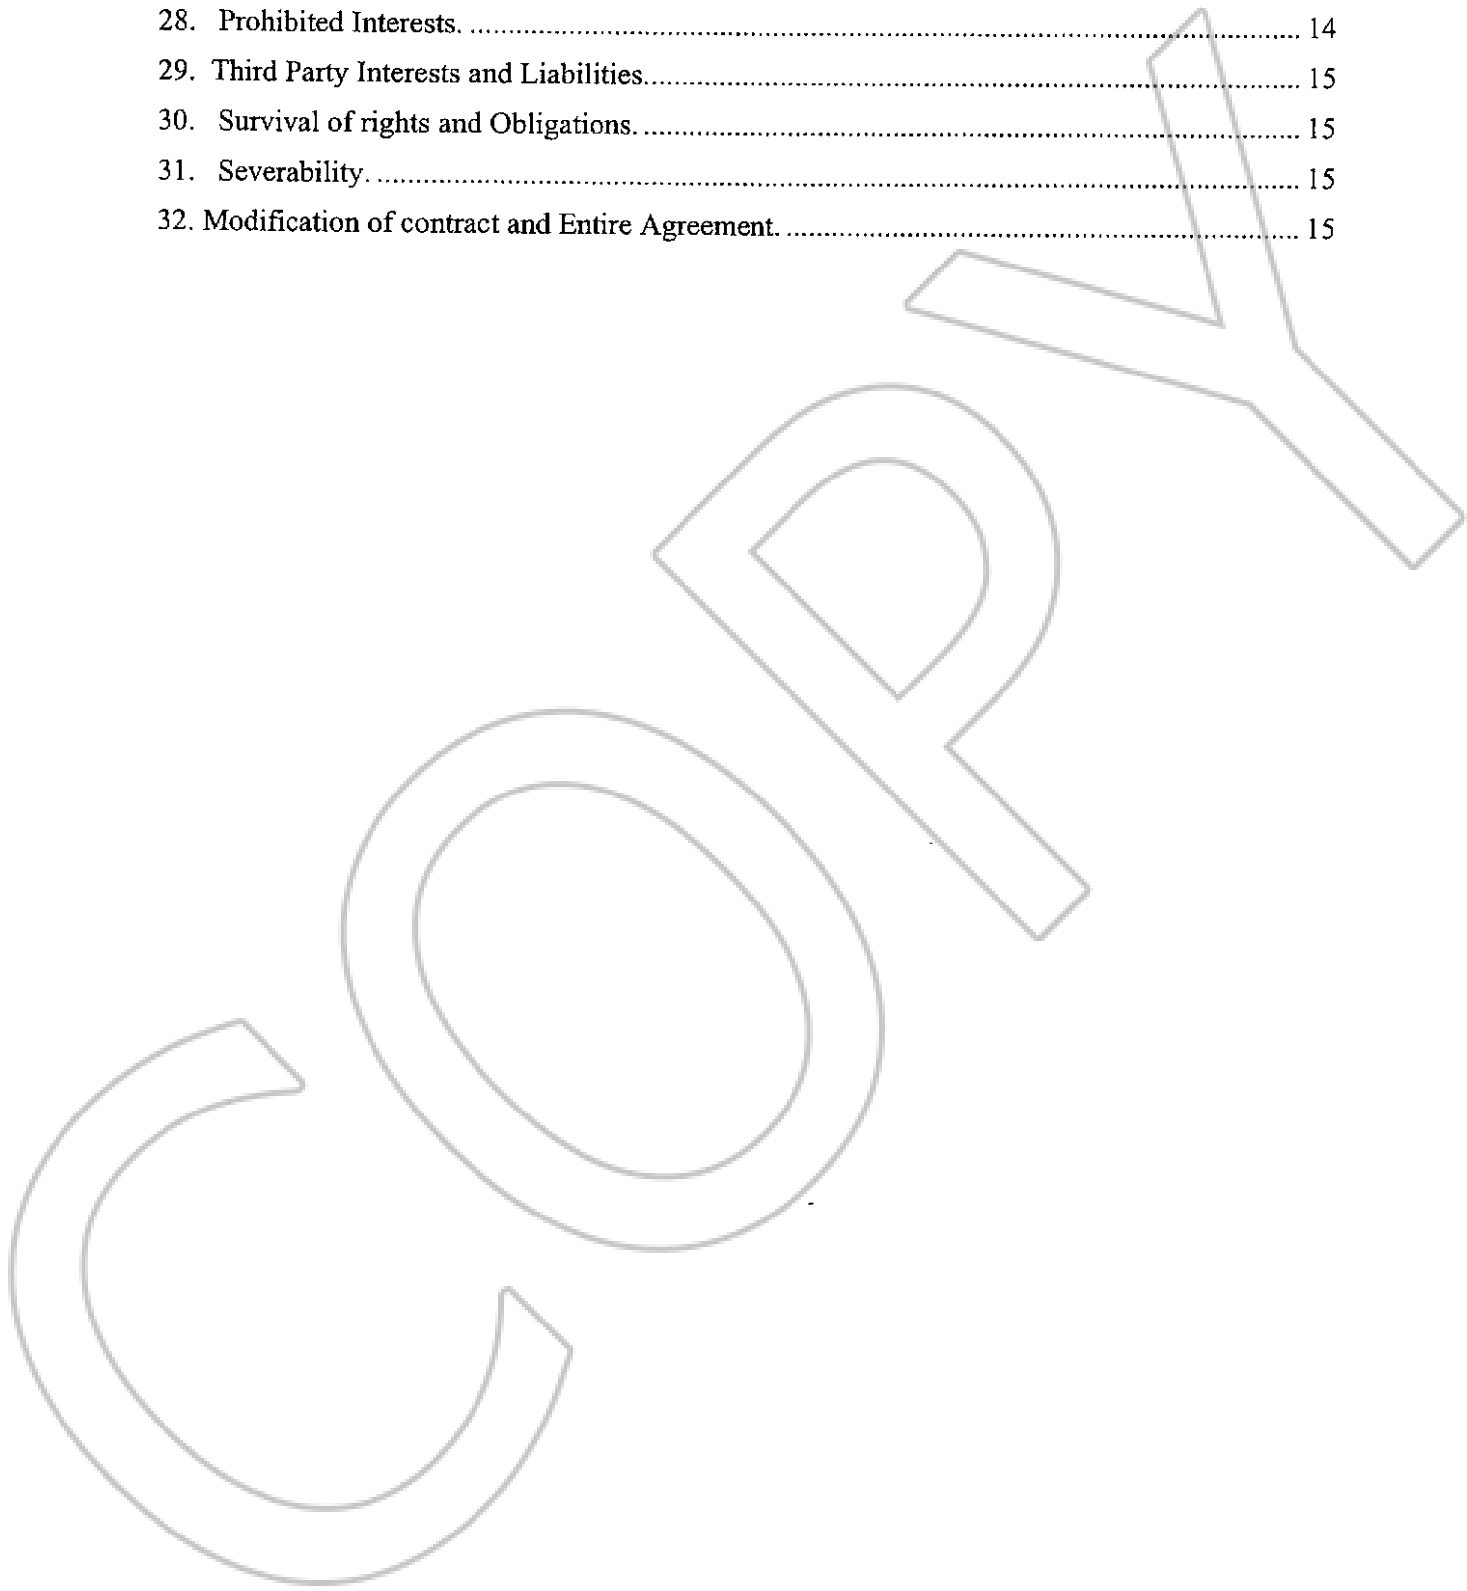 28. Prohibited Interests. ........................................................................................................ 14
29. Third Party Interests and Liabilities. ........................................................................................................ 15
30. Survival of rights and Obligations. ........................................................................................................ 15
31. Severability. ........................................................................................................ 15
32. Modification of contract and Entire Agreement. ........................................................................................................ 15
COPY